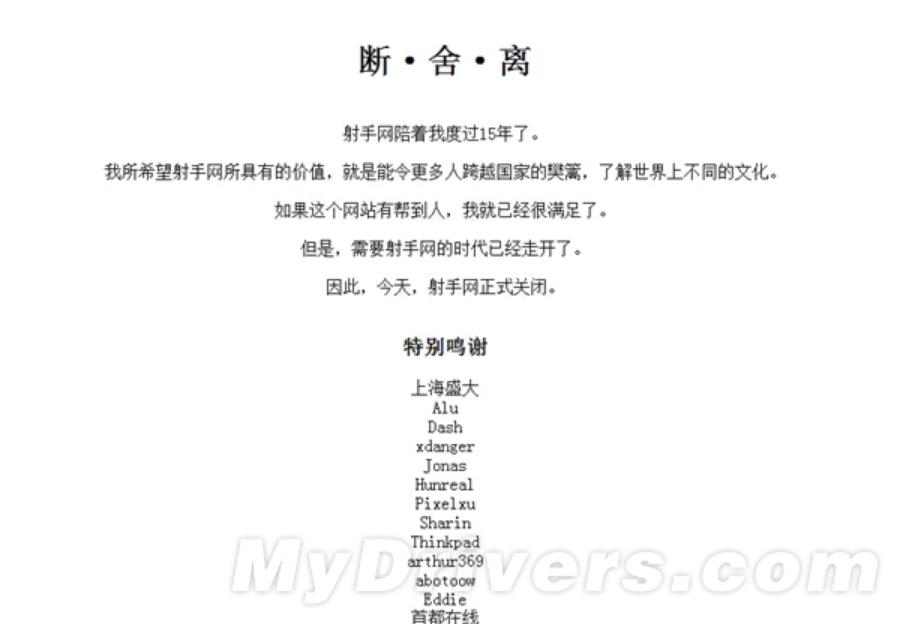 断·舍·离
射手网陪着我度过15年了。
我所希望射手网所具有的价值，就是能令更多人跨越国家的樊篱，了解世界上不同的文化。
如果这个网站有帮到人，我就已经很满足了。
但是，需要射手网的时代已经走开了。
因此，今天，射手网正式关闭。
特别鸣谢
上海盛大
Alu
Dash
xdanger
Jonas
Hunreal
Pixelxu
Sharin
Thinkpad
arthur369
abotoow
Eddie
首都在线
MyDrivers.com